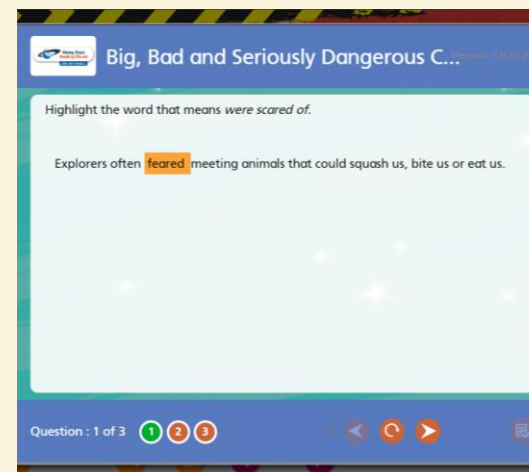 Big, Bad and Seriously Dangerous C...
Highlight the word that means were scared of.
Explorers often feared meeting animals that could squash us, bite us or eat us.
Question : 1 of 3 1 2 3